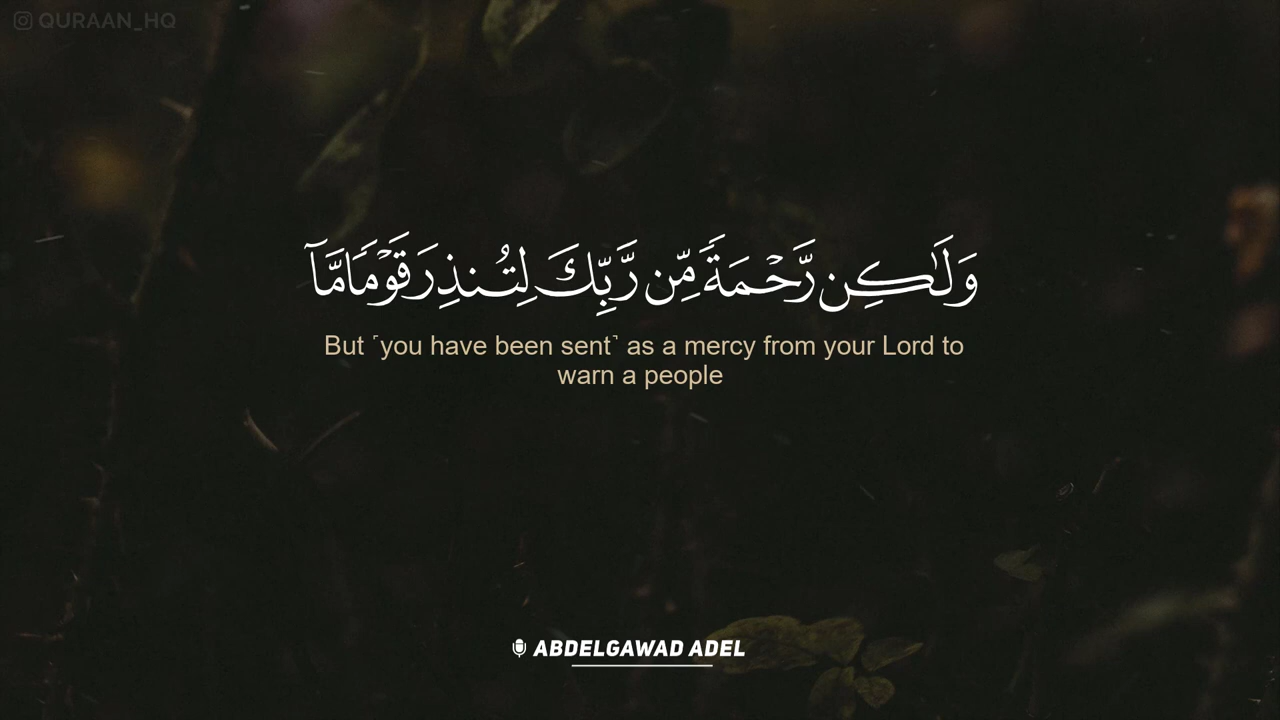 QURAAN_HQ
وَلَٰكِن رَّحْمَةً مِّن رَّبِّكَ لِتُنذِرَ قَوْمًا مَّآ
But ˹you have been sent˺ as a mercy from your Lord to
warn a people
ABDELGAWAD ADEL